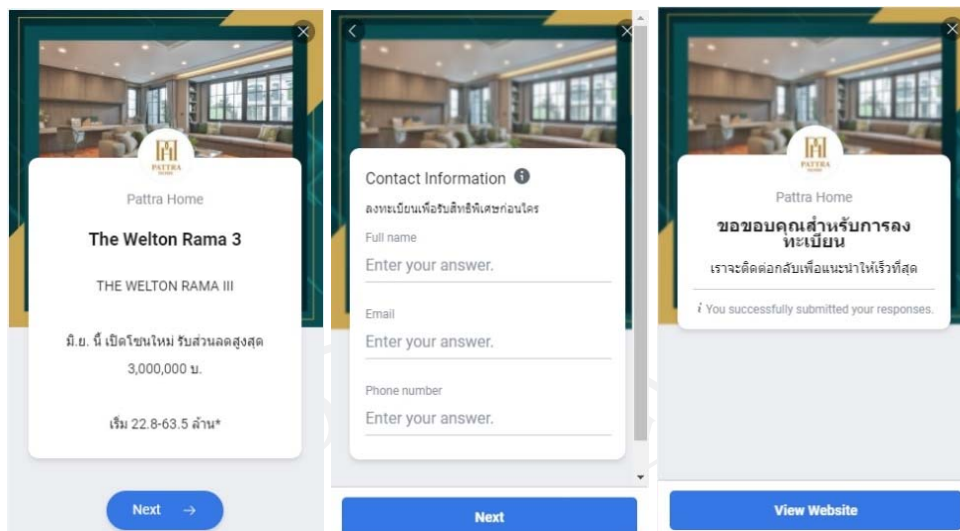 PATTRA
Pattra Home
The Welton Rama 3
THE WELTON RAMA III
มิ.ย. นี้ เปิดโซนใหม่ รับส่วนลดสูงสุด
3,000,000 บ.
เริ่ม 22.8-63.5 ล้าน*
Next →
PATTRA
Contact Information
ลงทะเบียนเพื่อรับสิทธิพิเศษก่อนใคร
Full name
Enter your answer.
Email
Enter your answer.
Phone number
Enter your answer.
Next
PATTRA
Pattra Home
ขอขอบคุณสำหรับการลง
ทะเบียน
เราจะติดต่อกลับเพื่อแนะนำให้เร็วที่สุด
i You successfully submitted your responses.
View Website